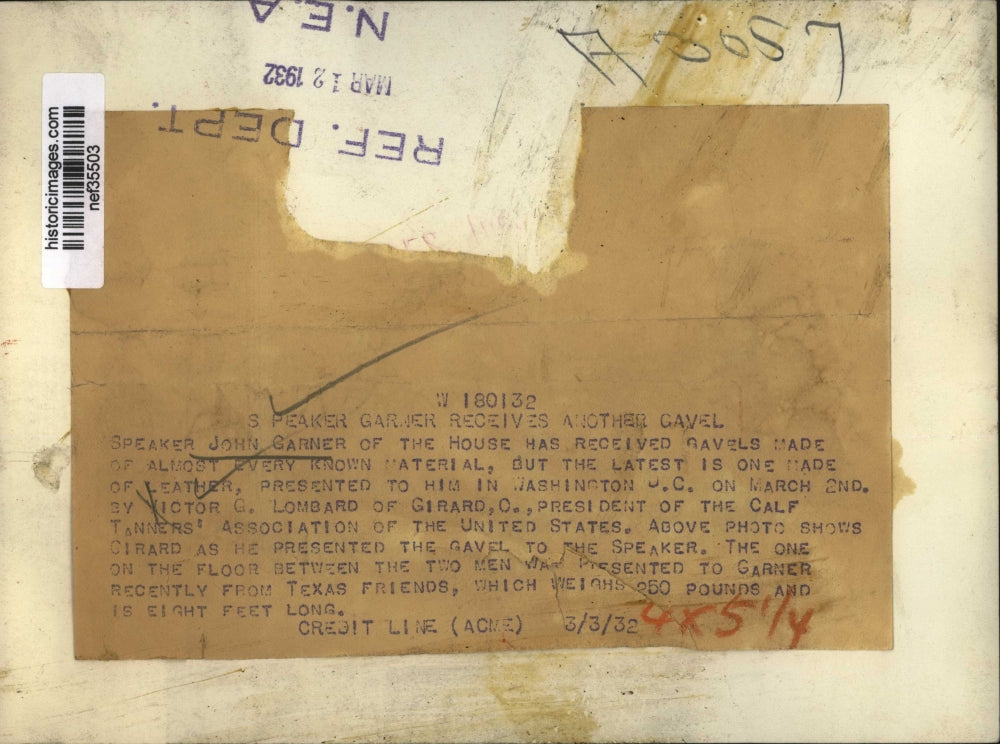 N.E.A
MAR 12 1932
REF. DEPT.
historicimages.com
nef35503
W 180132
S PEAKER GARNER RECEIVES ANOTHER GAVEL
SPEAKER JOHN GARNER OF THE HOUSE HAS RECEIVED GAVELS MADE
OF ALMOST EVERY KNOWN MATERIAL, BUT THE LATEST IS ONE MADE
OF LEATHER, PRESENTED TO HIM IN WASHINGTON D.C. ON MARCH 2ND.
BY VICTOR G. LOMBARD OF GIRARD,O.,PRESIDENT OF THE CALF
TANNERS' ASSOCIATION OF THE UNITED STATES. ABOVE PHOTO SHOWS
GIRARD AS HE PRESENTED THE GAVEL TO THE SPEAKER. THE ONE
ON THE FLOOR BETWEEN THE TWO MEN WAS PRESENTED TO GARNER
RECENTLY FROM TEXAS FRIENDS, WHICH WEIGHS 250 POUNDS AND
IS EIGHT FEET LONG.
CREDIT LINE (ACME) 3/3/32
4 x 5 1/4